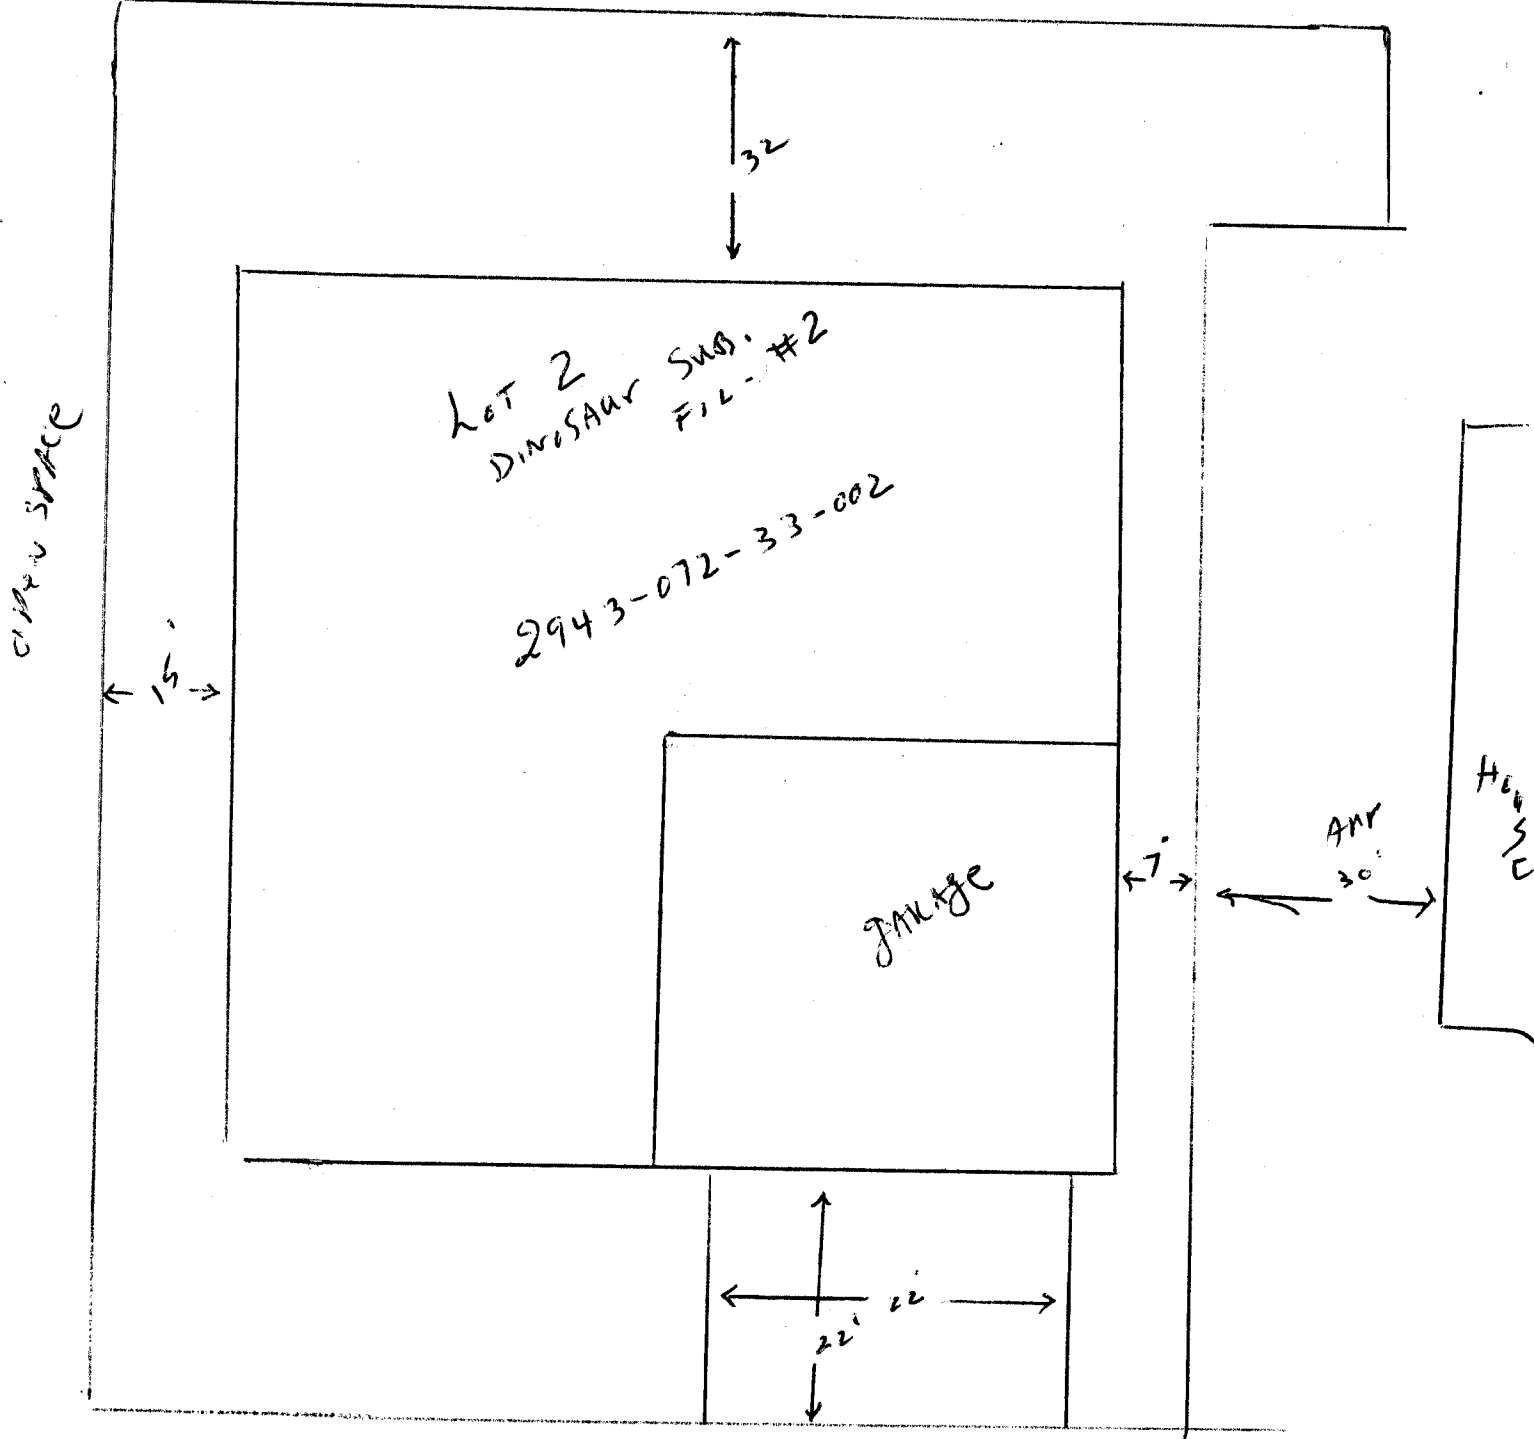 32
LOT 2
DINOSAUR SUB.
FIL- #2
OPEN SPACE
2943-072-33-002
15'
HOUSE
30'
7'
garage
22'
22'